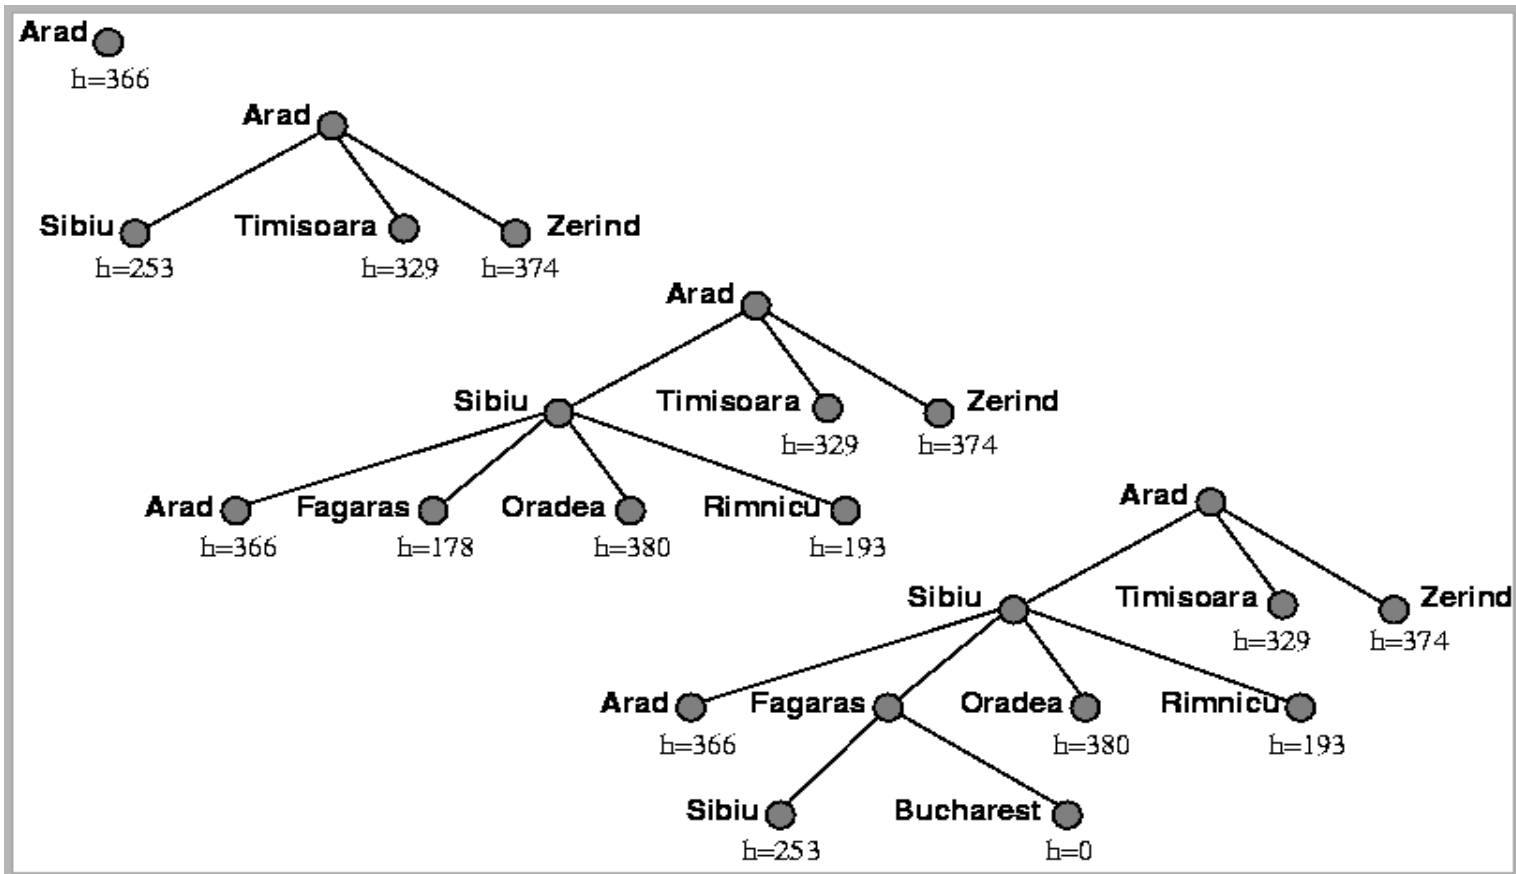 Arad
h=366
Arad
Sibiu Timisoara Zerind
h=253 h=329 h=374
Arad
Sibiu Timisoara Zerind
h=329 h=374
Arad Fagaras Oradea Rimnicu
h=366 h=178 h=380 h=193
Arad
Sibiu Timisoara Zerind
h=329 h=374
Arad Fagaras Oradea Rimnicu
h=366 h=380 h=193
Sibiu Bucharest
h=253 h=0